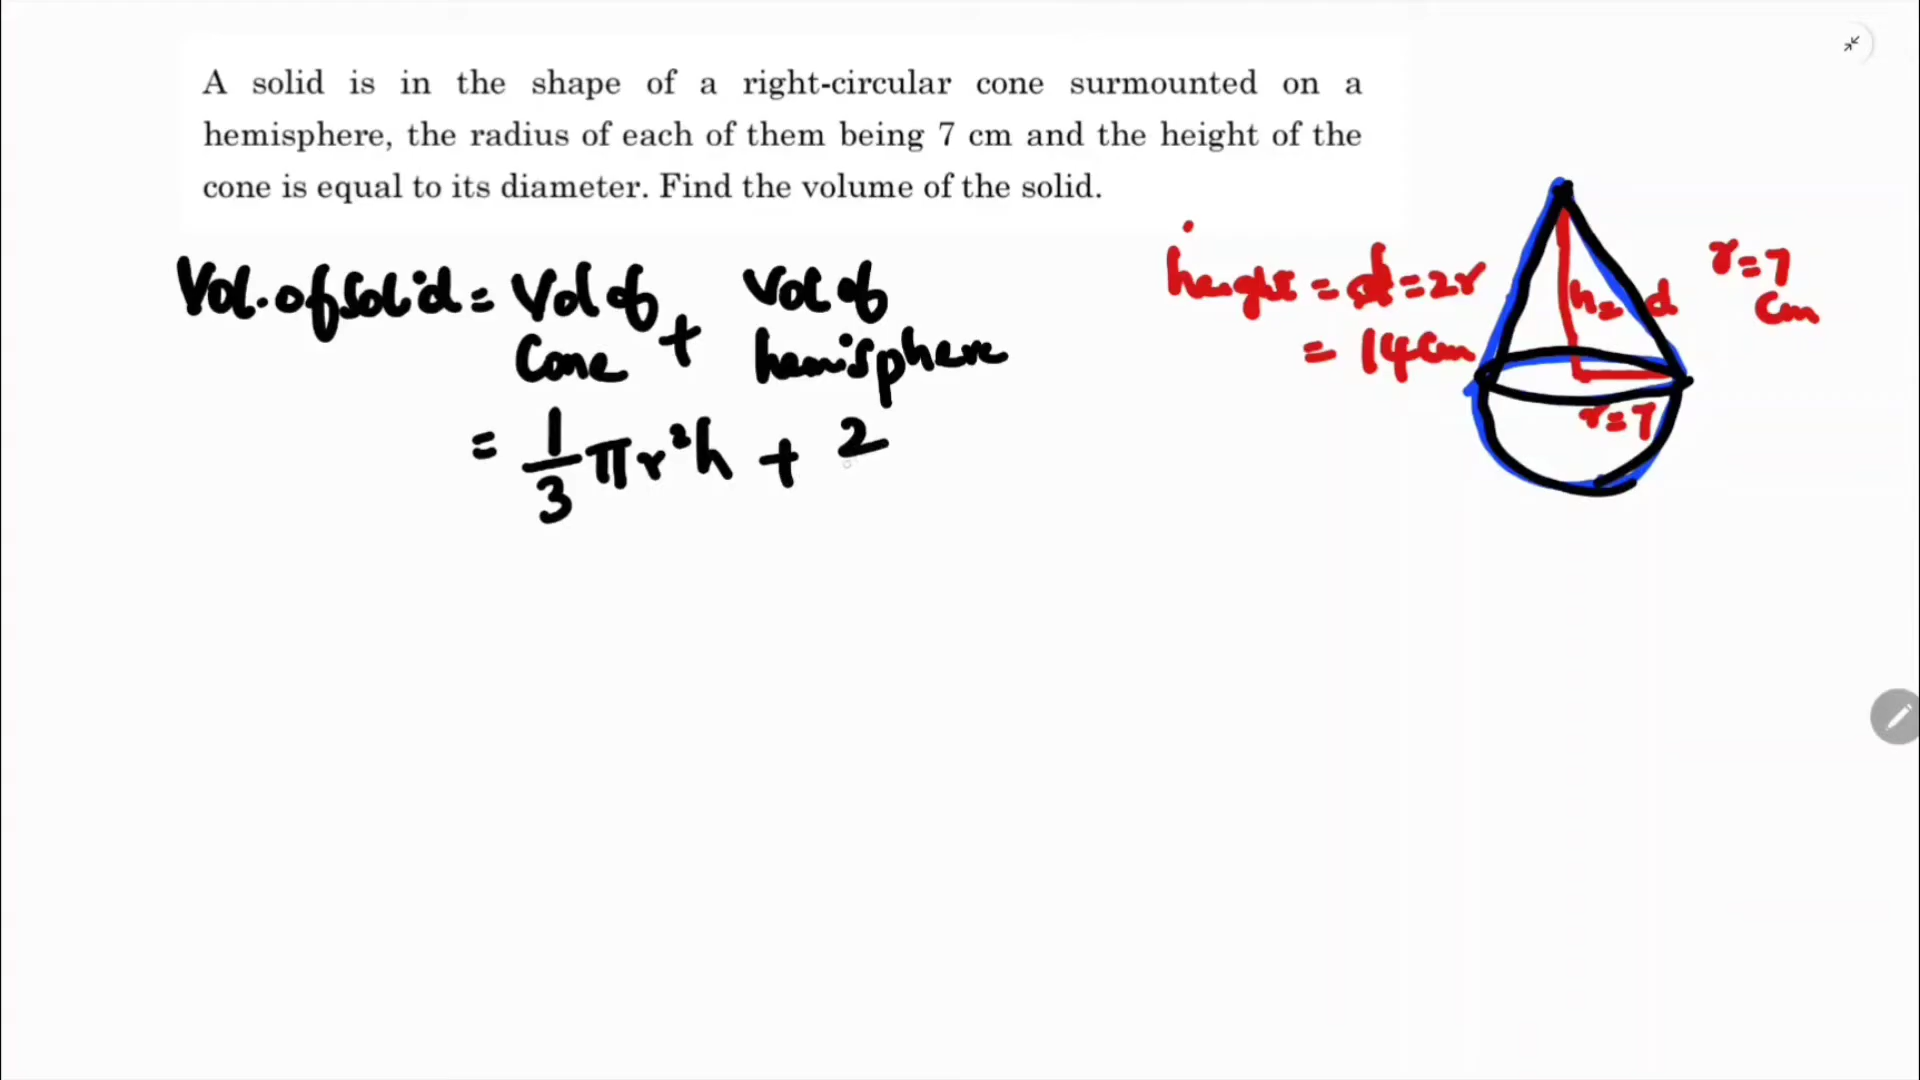 A solid is in the shape of a right-circular cone surmounted on a
hemisphere, the radius of each of them being 7 cm and the height of the
cone is equal to its diameter. Find the volume of the solid.
Vol. of solid = Vol of cone + Vol of hemisphere
= 1/3 πr²h + 2
height = d = 2r
= 14cm
h = d
r = 7
r = 7 cm